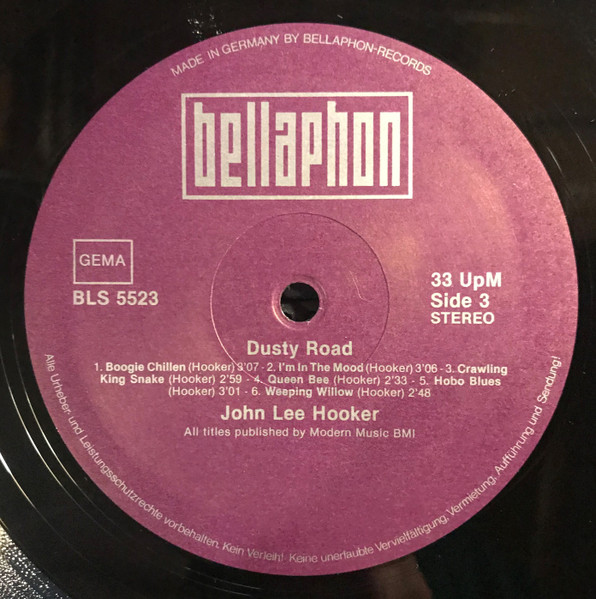 MADE IN GERMANY BY BELLAPHON-RECORDS
bellaphon
GEMA
BLS 5523
33 UpM
Side 3
STEREO
Dusty Road
1. Boogie Chillen (Hooker) 3'07 - 2. I'm In The Mood (Hooker) 3'06 - 3. Crawling
King Snake (Hooker) 2'59 - 4. Queen Bee (Hooker) 2'33 - 5. Hobo Blues
(Hooker) 3'01 - 6. Weeping Willow (Hooker) 2'48
John Lee Hooker
All titles published by Modern Music BMI
Alle Urheber- und Leistungsschutzrechte vorbehalten. Kein Verleih! Keine unerlaubte Vervielfältigung, Vermietung, Aufführung und Sendung!